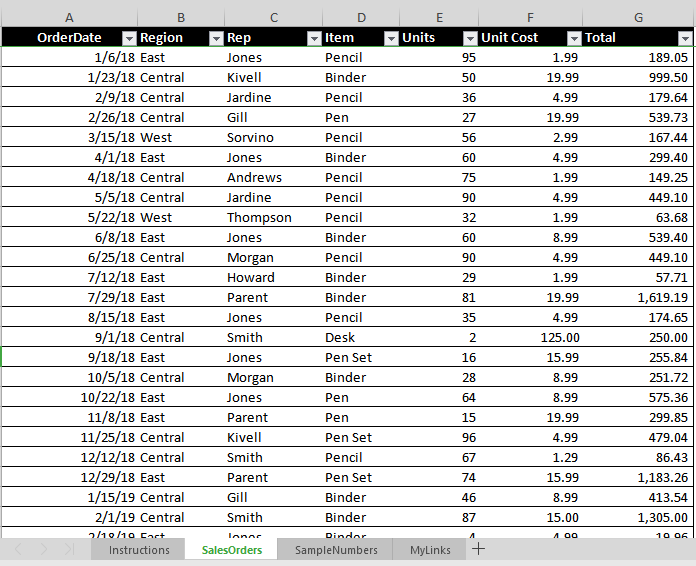 A B C D E F G
OrderDate Region Rep Item Units Unit Cost Total
1/6/18 East Jones Pencil 95 1.99 189.05
1/23/18 Central Kivell Binder 50 19.99 999.50
2/9/18 Central Jardine Pencil 36 4.99 179.64
2/26/18 Central Gill Pen 27 19.99 539.73
3/15/18 West Sorvino Pencil 56 2.99 167.44
4/1/18 East Jones Binder 60 4.99 299.40
4/18/18 Central Andrews Pencil 75 1.99 149.25
5/5/18 Central Jardine Pencil 90 4.99 449.10
5/22/18 West Thompson Pencil 32 1.99 63.68
6/8/18 East Jones Binder 60 8.99 539.40
6/25/18 Central Morgan Pencil 90 4.99 449.10
7/12/18 East Howard Binder 29 1.99 57.71
7/29/18 East Parent Binder 81 19.99 1,619.19
8/15/18 East Jones Pencil 35 4.99 174.65
9/1/18 Central Smith Desk 2 125.00 250.00
9/18/18 East Jones Pen Set 16 15.99 255.84
10/5/18 Central Morgan Binder 28 8.99 251.72
10/22/18 East Jones Pen 64 8.99 575.36
11/8/18 East Parent Pen 15 19.99 299.85
11/25/18 Central Kivell Pen Set 96 4.99 479.04
12/12/18 Central Smith Pencil 67 1.29 86.43
12/29/18 East Parent Pen Set 74 15.99 1,183.26
1/15/19 Central Gill Binder 46 8.99 413.54
2/1/19 Central Smith Binder 87 15.00 1,305.00
2/18/19 East Jones Binder 4 4.99 19.96
Instructions SalesOrders SampleNumbers MyLinks